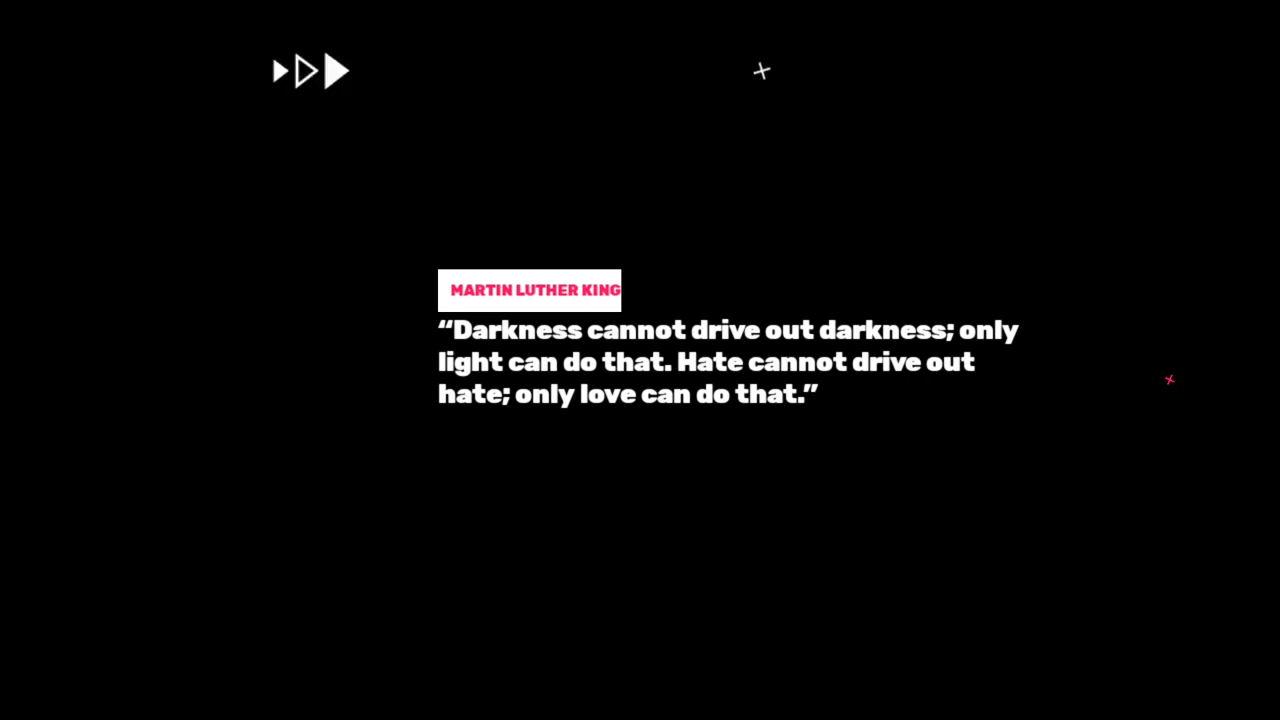 MARTIN LUTHER KING
“Darkness cannot drive out darkness; only
light can do that. Hate cannot drive out
hate; only love can do that.”